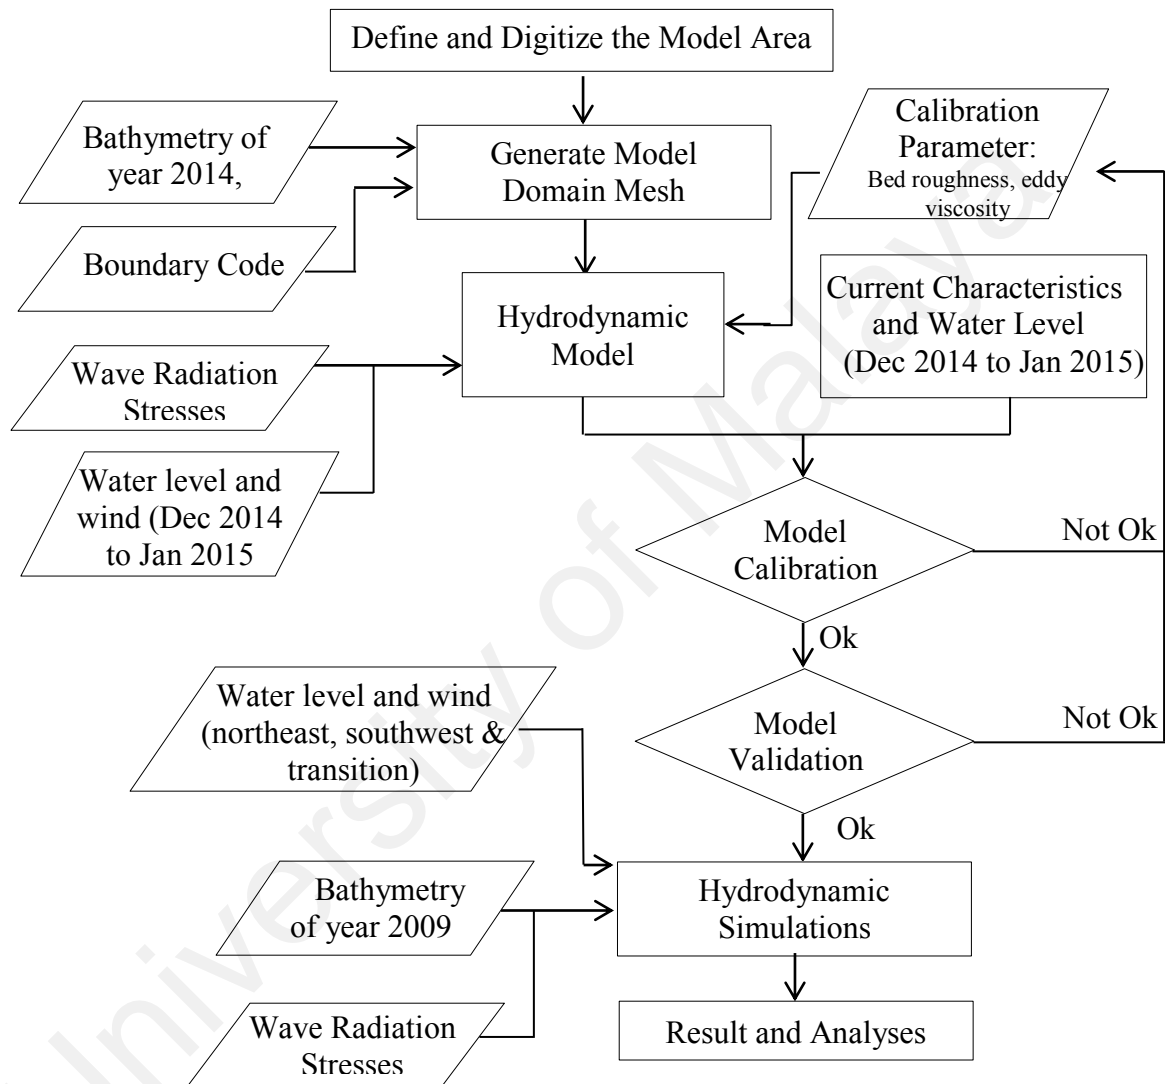 Define and Digitize the Model Area
Bathymetry of
year 2014,
Generate Model
Domain Mesh
Calibration
Parameter:
Bed roughness, eddy
viscosity
Boundary Code
Hydrodynamic
Model
Current Characteristics
and Water Level
(Dec 2014 to Jan 2015)
Wave Radiation
Stresses
Water level and
wind (Dec 2014
to Jan 2015
Model
Calibration
Not Ok
Ok
Water level and wind
(northeast, southwest &
transition)
Model
Validation
Not Ok
Ok
Bathymetry
of year 2009
Hydrodynamic
Simulations
Wave Radiation
Stresses
Result and Analyses
University of Malaya